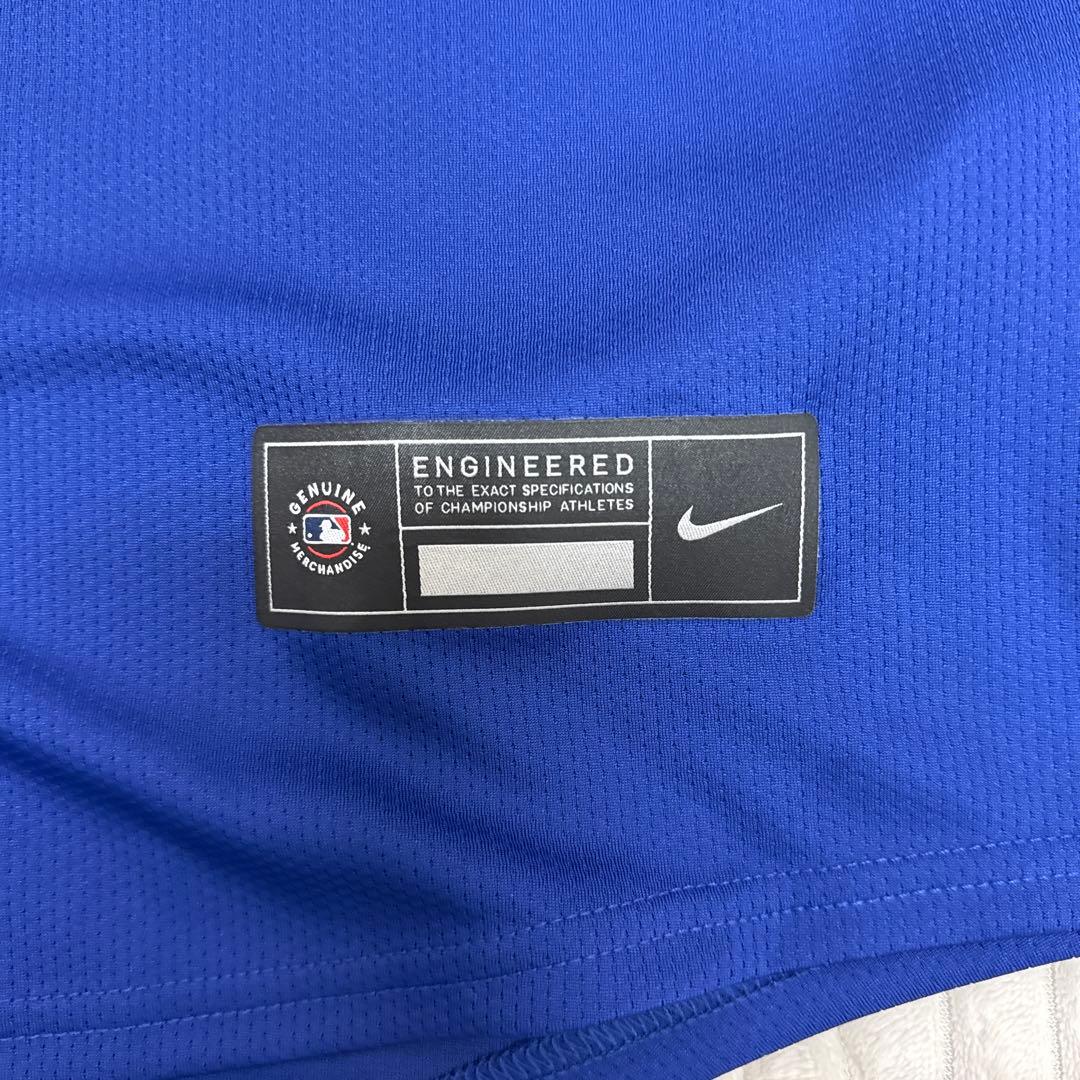 GENUINE
MERCHANDISE
ENGINEERED
TO THE EXACT SPECIFICATIONS
OF CHAMPIONSHIP ATHLETES